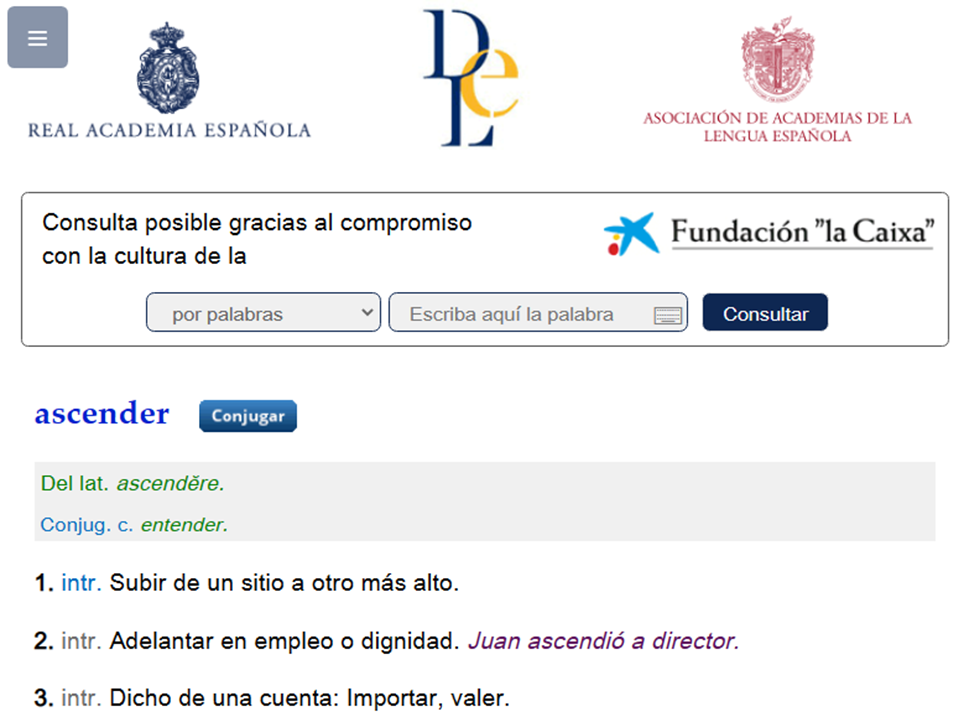 REAL ACADEMIA ESPAÑOLA
DLe
ASOCIACIÓN DE ACADEMIAS DE LA
LENGUA ESPAÑOLA
Consulta posible gracias al compromiso
con la cultura de la
Fundación "la Caixa"
por palabras
Escriba aquí la palabra
Consultar
ascender Conjugar
Del lat. ascendĕre.
Conjug. c. entender.
1. intr. Subir de un sitio a otro más alto.
2. intr. Adelantar en empleo o dignidad. Juan ascendió a director.
3. intr. Dicho de una cuenta: Importar, valer.